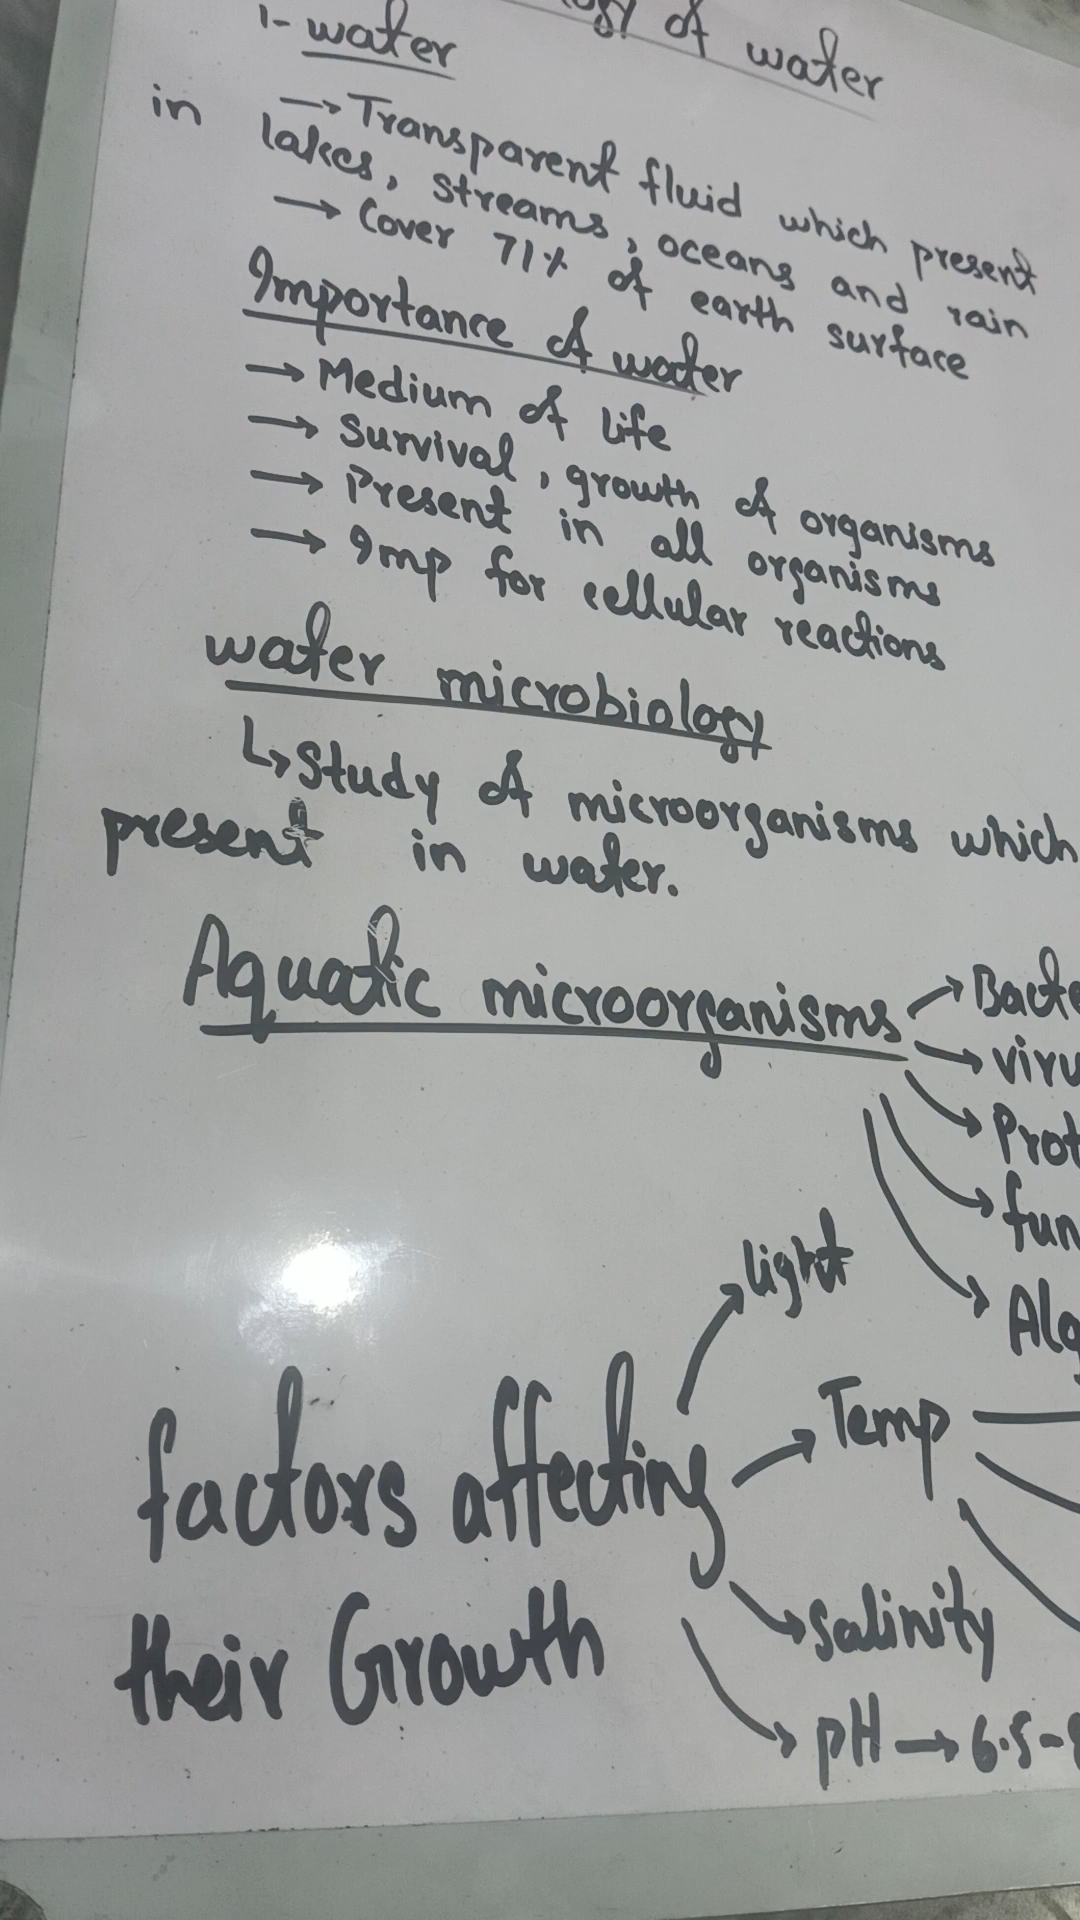 of water
1- water
→ Transparent fluid which present
in lakes, streams, oceans and rain
→ Cover 71% of earth surface
Importance of water
→ Medium of life
→ Survival, growth of organisms
→ Present in all organisms
→ Imp for cellular reactions
water microbiology
↳ Study of microorganisms which
present in water.
Aquatic microorganisms → Bacte
→ viru
→ Prot
→ fun
→ Alg
factors affecting their Growth
→ light
→ Temp
→ salinity
→ pH → 6.5-8